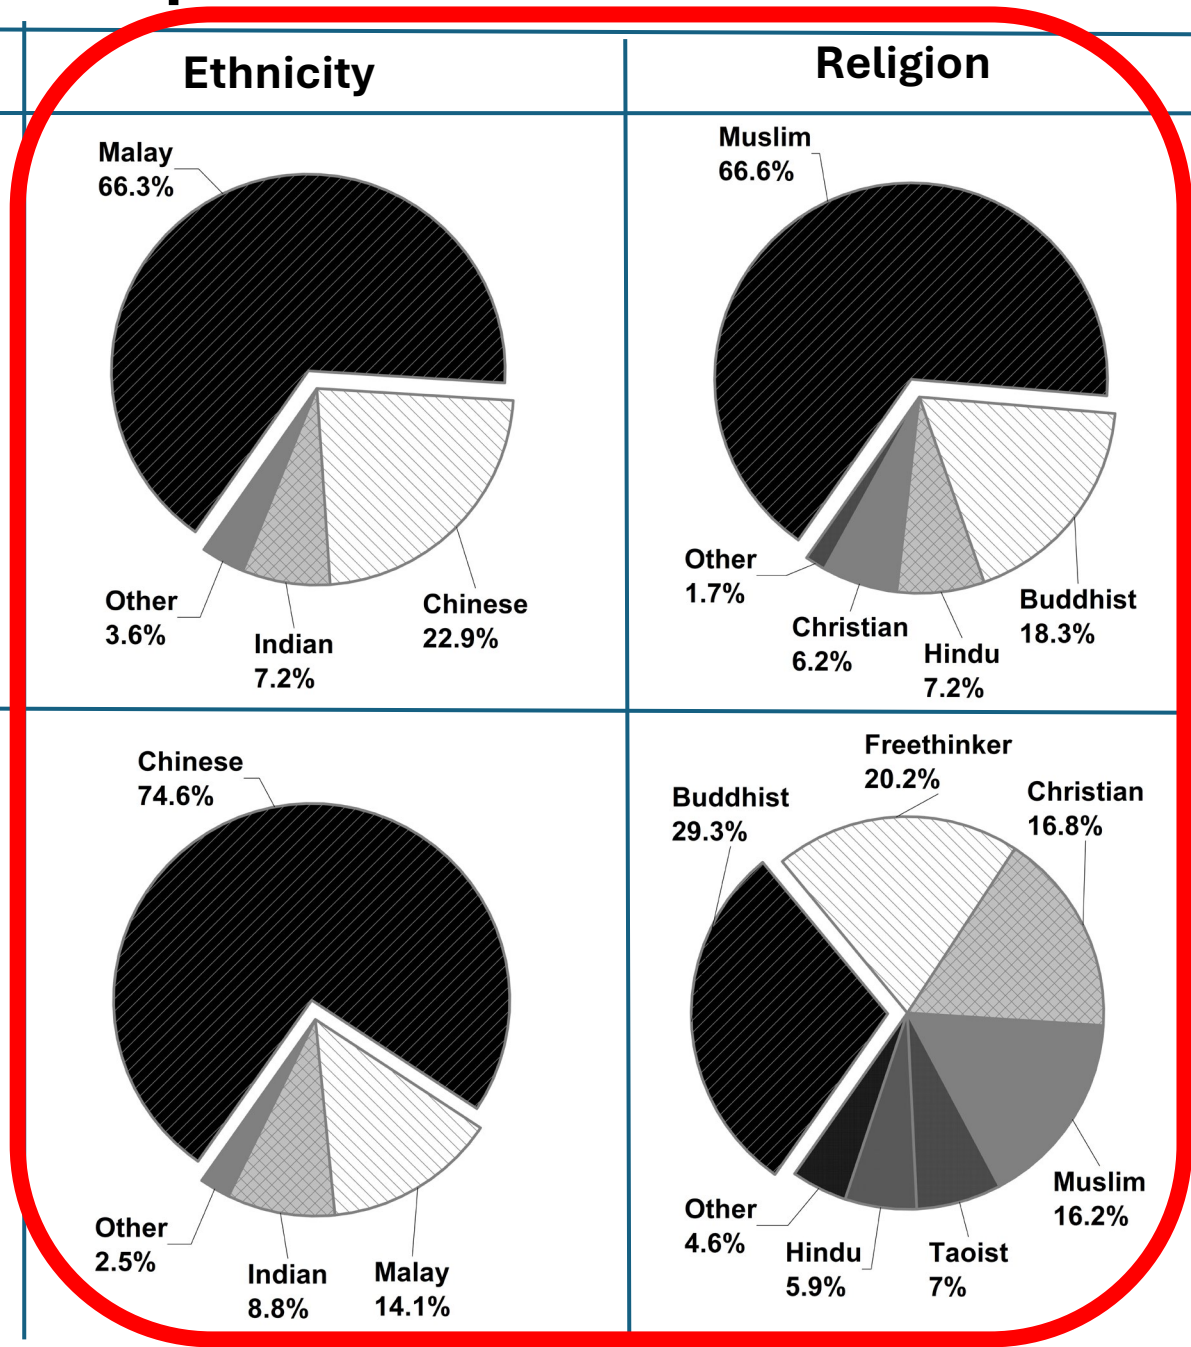 Ethnicity
Religion
Malay
66.3%
Other
3.6%
Indian
7.2%
Chinese
22.9%
Muslim
66.6%
Other
1.7%
Christian
6.2%
Hindu
7.2%
Buddhist
18.3%
Chinese
74.6%
Other
2.5%
Indian
8.8%
Malay
14.1%
Freethinker
20.2%
Buddhist
29.3%
Christian
16.8%
Muslim
16.2%
Other
4.6%
Hindu
5.9%
Taoist
7%